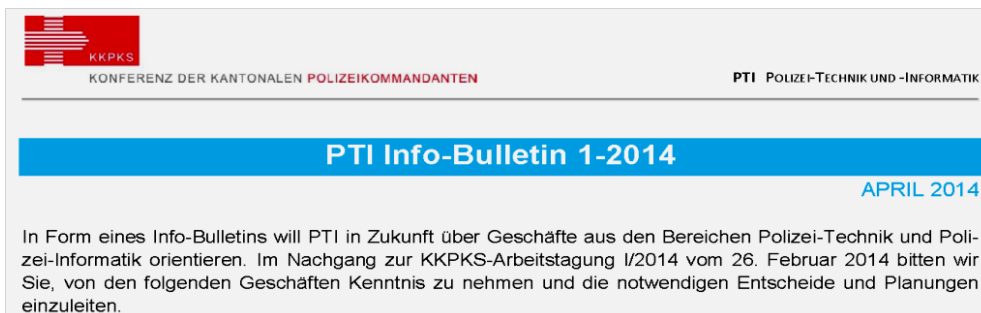 KKPKS
KONFERENZ DER KANTONALEN POLIZEIKOMMANDANTEN
PTI POLIZEI-TECHNIK UND -INFORMATIK
PTI Info-Bulletin 1-2014
APRIL 2014
In Form eines Info-Bulletins will PTI in Zukunft über Geschäfte aus den Bereichen Polizei-Technik und Poli-
zei-Informatik orientieren. Im Nachgang zur KKPKS-Arbeitstagung I/2014 vom 26. Februar 2014 bitten wir
Sie, von den folgenden Geschäften Kenntnis zu nehmen und die notwendigen Entscheide und Planungen
einzuleiten.